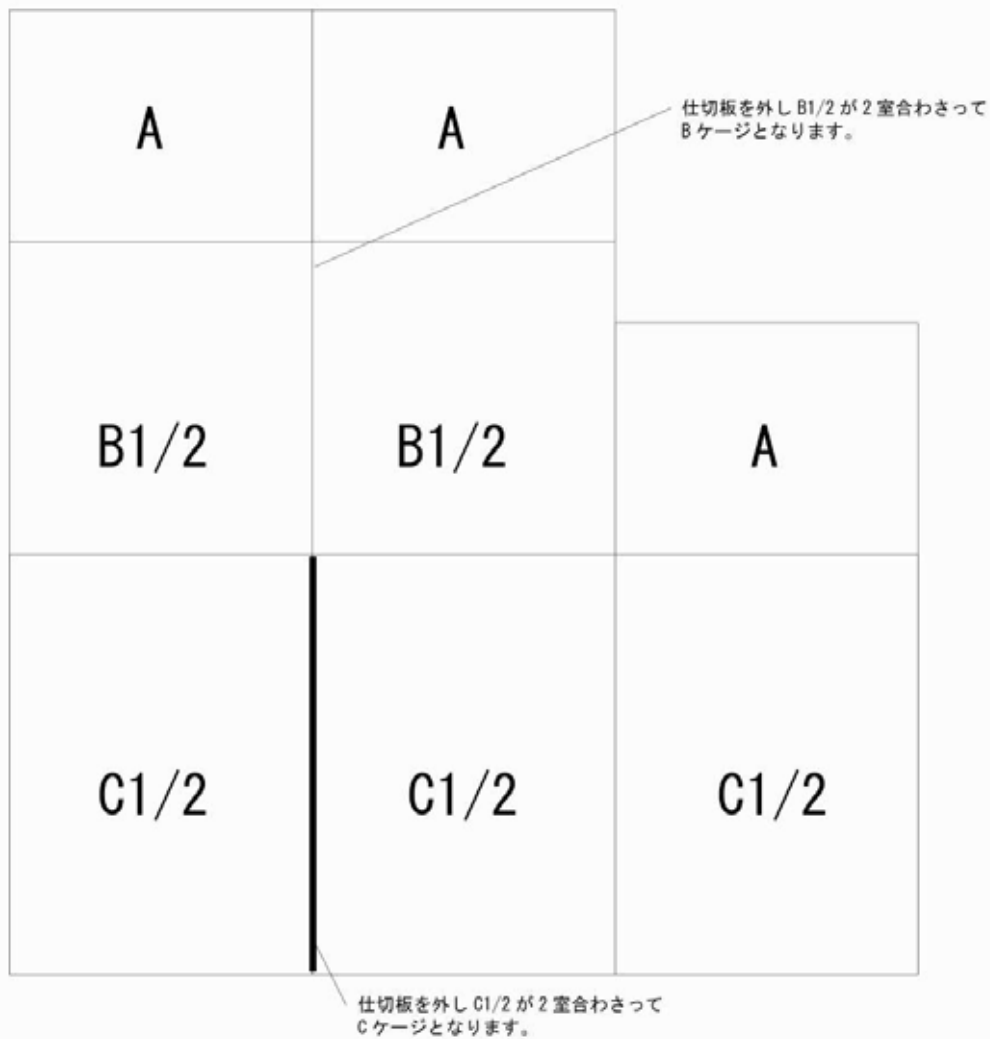 A
A
仕切板を外し B1/2 が 2 室合わさって
B ケージとなります。
B1/2
B1/2
A
C1/2
C1/2
C1/2
仕切板を外し C1/2 が 2 室合わさって
C ケージとなります。